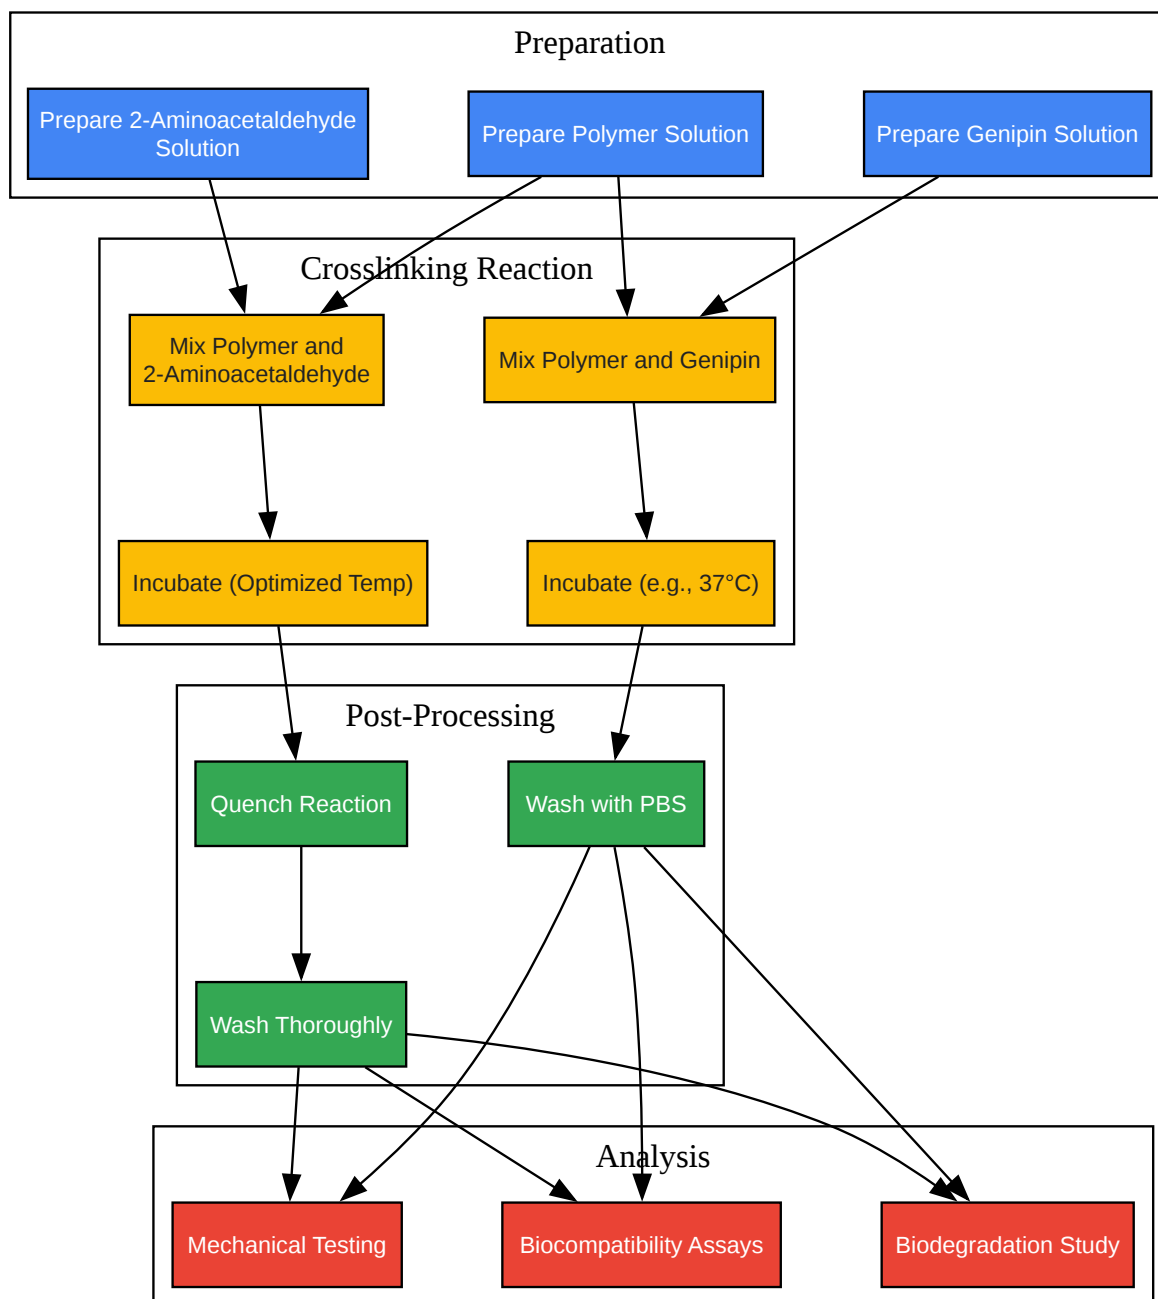 Preparation
Prepare 2-Aminoacetaldehyde
Solution
Prepare Polymer Solution
Prepare Genipin Solution
Crosslinking Reaction
Mix Polymer and
2-Aminoacetaldehyde
Mix Polymer and Genipin
Incubate (Optimized Temp)
Incubate (e.g., 37°C)
Post-Processing
Quench Reaction
Wash with PBS
Wash Thoroughly
Analysis
Mechanical Testing
Biocompatibility Assays
Biodegradation Study